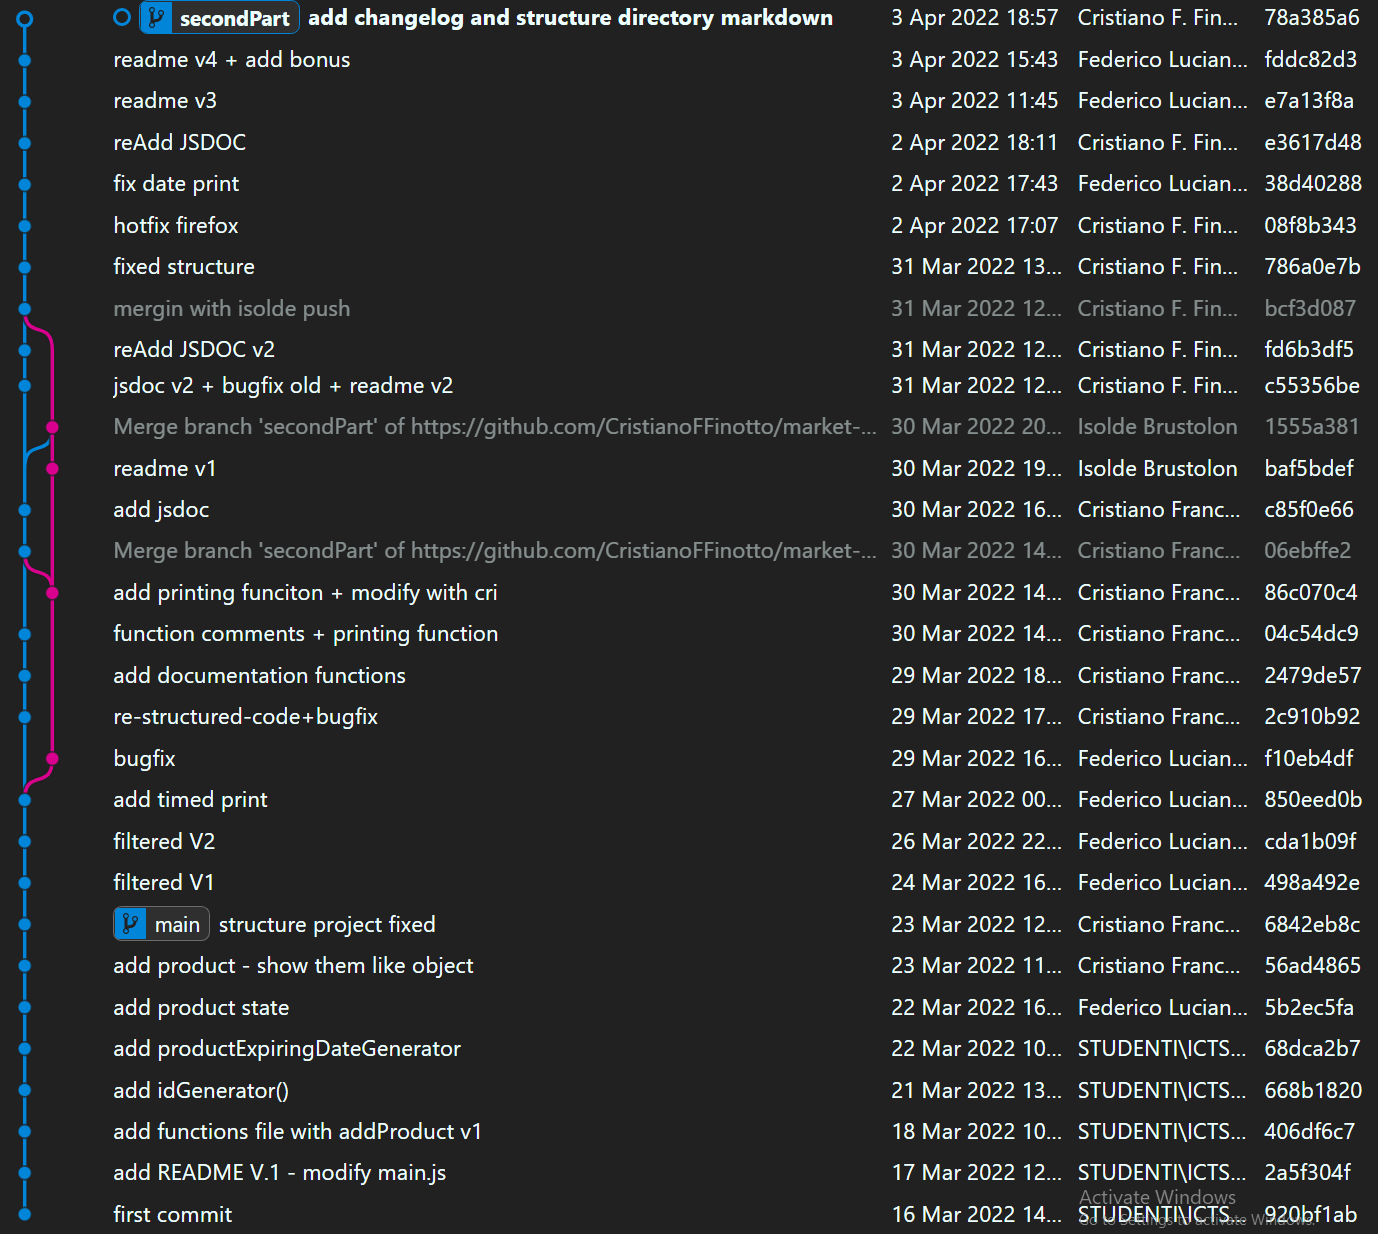 secondPart add changelog and structure directory markdown 3 Apr 2022 18:57 Cristiano F. Fin... 78a385a6
readme v4 + add bonus 3 Apr 2022 15:43 Federico Lucian... fddc82d3
readme v3 3 Apr 2022 11:45 Federico Lucian... e7a13f8a
reAdd JSDOC 2 Apr 2022 18:11 Cristiano F. Fin... e3617d48
fix date print 2 Apr 2022 17:43 Federico Lucian... 38d40288
hotfix firefox 2 Apr 2022 17:07 Cristiano F. Fin... 08f8b343
fixed structure 31 Mar 2022 13... Cristiano F. Fin... 786a0e7b
mergin with isolde push 31 Mar 2022 12... Cristiano F. Fin... bcf3d087
reAdd JSDOC v2 31 Mar 2022 12... Cristiano F. Fin... fd6b3df5
jsdoc v2 + bugfix old + readme v2 31 Mar 2022 12... Cristiano F. Fin... c55356be
Merge branch 'secondPart' of https://github.com/CristianoFFinotto/market-... 30 Mar 2022 20... Isolde Brustolon 1555a381
readme v1 30 Mar 2022 19... Isolde Brustolon baf5bdef
add jsdoc 30 Mar 2022 16... Cristiano Franc... c85f0e66
Merge branch 'secondPart' of https://github.com/CristianoFFinotto/market-... 30 Mar 2022 14... Cristiano Franc... 06ebffe2
add printing funciton + modify with cri 30 Mar 2022 14... Cristiano Franc... 86c070c4
function comments + printing function 30 Mar 2022 14... Cristiano Franc... 04c54dc9
add documentation functions 29 Mar 2022 18... Cristiano Franc... 2479de57
re-structured-code+bugfix 29 Mar 2022 17... Cristiano Franc... 2c910b92
bugfix 29 Mar 2022 16... Federico Lucian... f10eb4df
add timed print 27 Mar 2022 00... Federico Lucian... 850eed0b
filtered V2 26 Mar 2022 22... Federico Lucian... cda1b09f
filtered V1 24 Mar 2022 16... Federico Lucian... 498a492e
main structure project fixed 23 Mar 2022 12... Cristiano Franc... 6842eb8c
add product - show them like object 23 Mar 2022 11... Cristiano Franc... 56ad4865
add product state 22 Mar 2022 16... Federico Lucian... 5b2ec5fa
add productExpiringDateGenerator 22 Mar 2022 10... STUDENTI\ICTS... 68dca2b7
add idGenerator() 21 Mar 2022 13... STUDENTI\ICTS... 668b1820
add functions file with addProduct v1 18 Mar 2022 10... STUDENTI\ICTS... 406df6c7
add README V.1 - modify main.js 17 Mar 2022 12... STUDENTI\ICTS... 2a5f304f
Activate Windows
first commit 16 Mar 2022 14... STUDENTI\ICTS... 920bf1ab
Go to Settings to activate Windows.